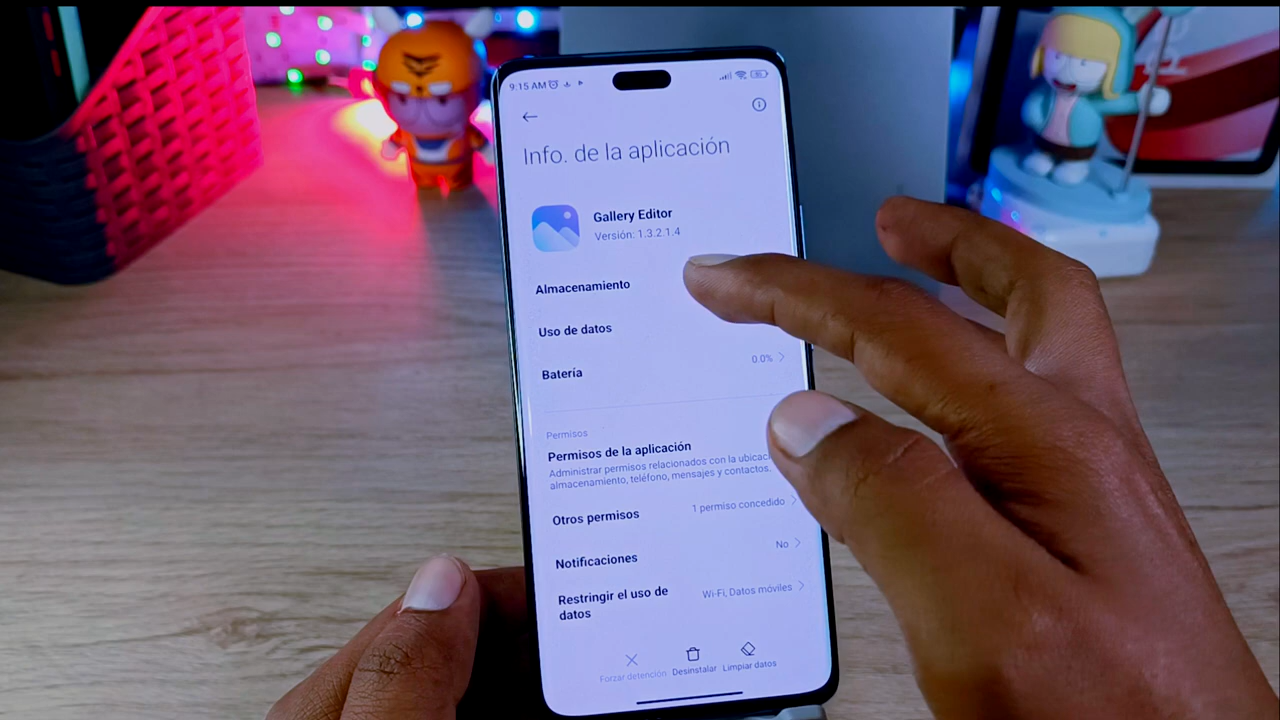 9:15 AM
Info. de la aplicación
Gallery Editor
Versión: 1.3.2.1.4
Almacenamiento
Uso de datos
Batería 0.0%
Permisos
Permisos de la aplicación
Administrar permisos relacionados con la
almacenamiento, teléfono, mensajes y contactos.
Otros permisos 1 permiso concedido
Notificaciones No
Restringir el uso de
datos Wi-Fi, Datos móviles
Forzar detención Desinstalar Limpiar datos